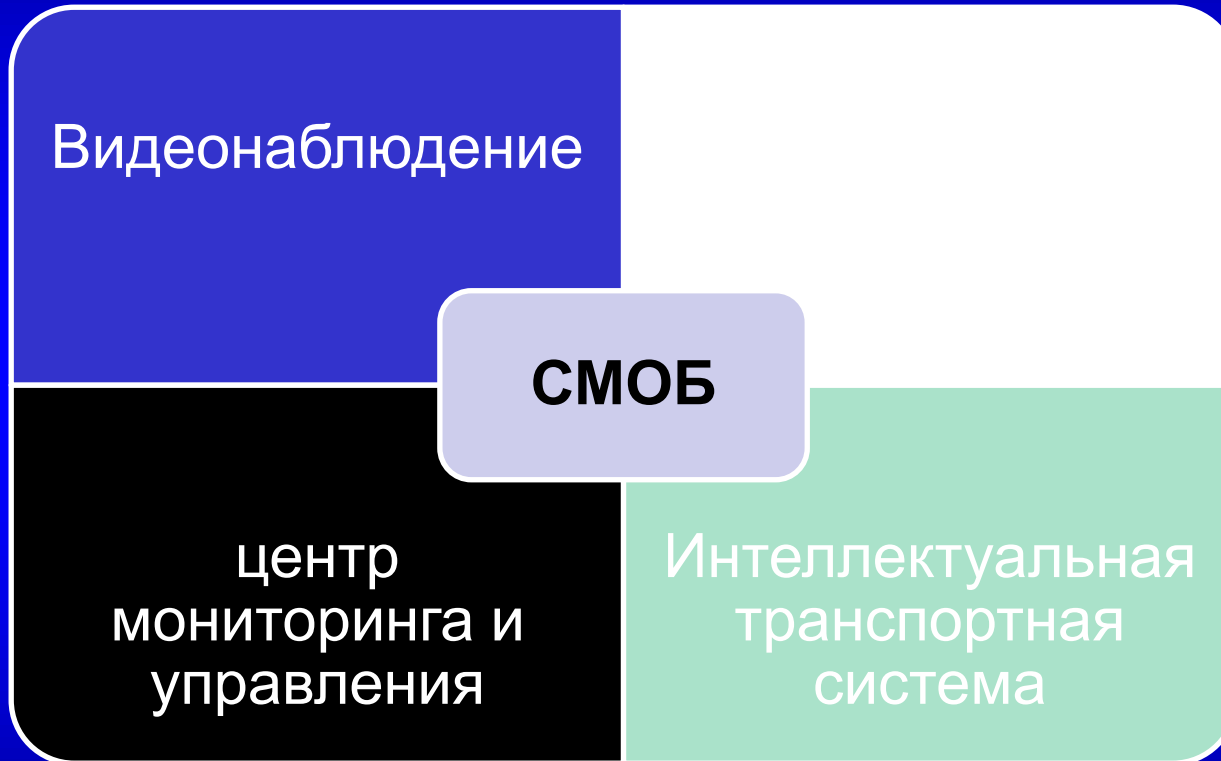 Видеонаблюдение
СМОБ
центр
мониторинга и
управления
Интеллектуальная
транспортная
система